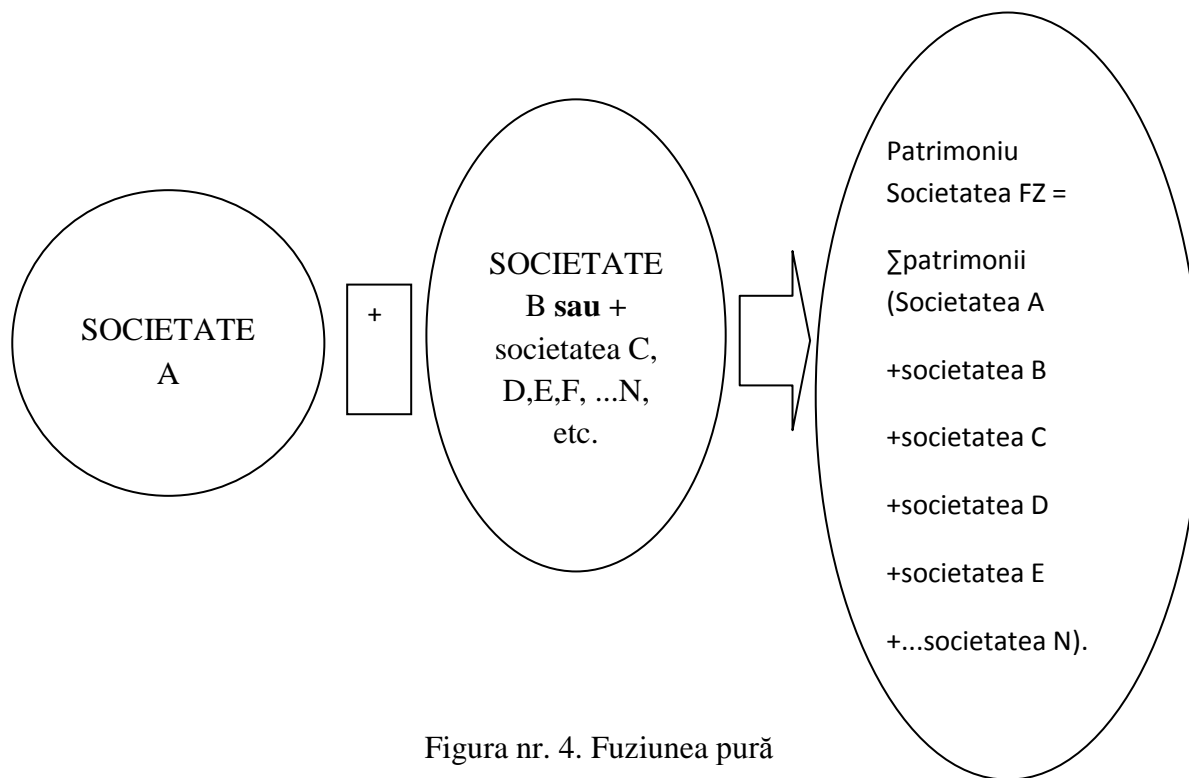 SOCIETATE
A
+
SOCIETATE
B sau +
societatea C,
D,E,F, ...N,
etc.
Patrimoniu
Societatea FZ =
∑patrimonii
(Societatea A
+societatea B
+societatea C
+societatea D
+societatea E
+...societatea N).
Figura nr. 4. Fuziunea pură